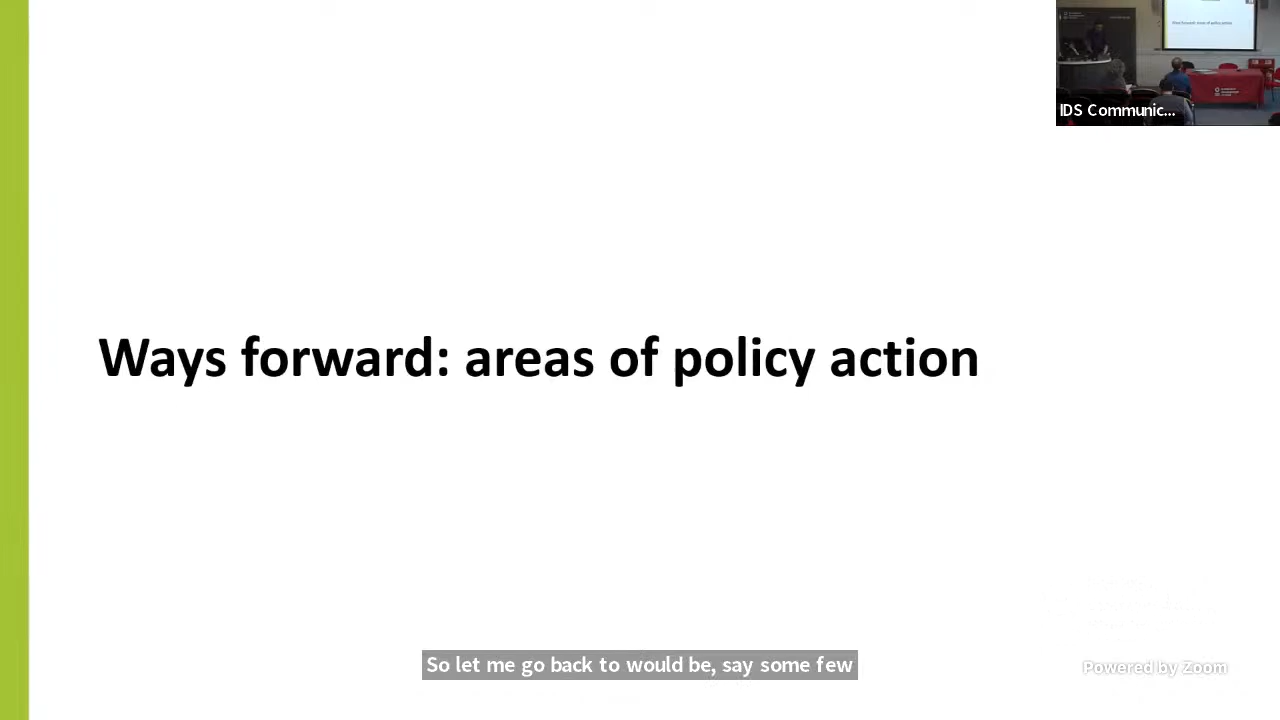 IDS Communic...
Ways forward: areas of policy action
So let me go back to would be, say some few
Powered by Zoom